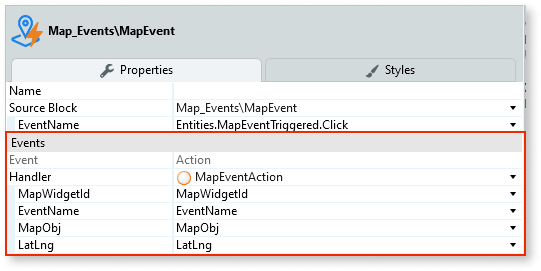 Map_Events\MapEvent
Properties
Styles
Name
Source Block Map_Events\MapEvent
EventName Entities.MapEventTriggered.Click
Events
Event Action
Handler MapEventAction
MapWidgetId MapWidgetId
EventName EventName
MapObj MapObj
LatLng LatLng